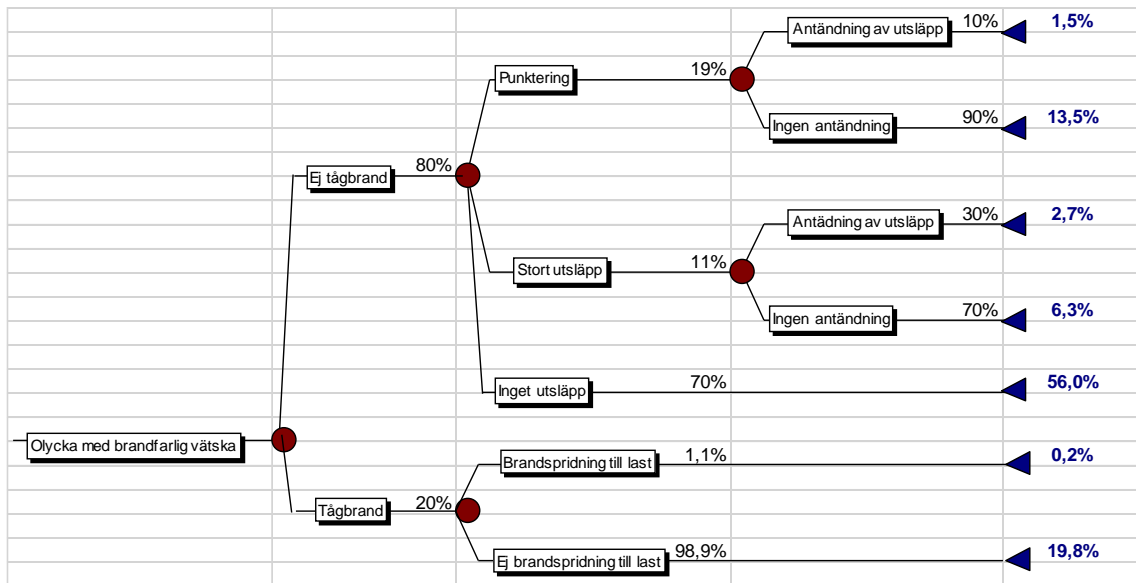 Antändning av utsläpp 10% 1,5%
Punktering 19%
Ingen antändning 90% 13,5%
Ej tågbrand 80%
Antädning av utsläpp 30% 2,7%
Stort utsläpp 11%
Ingen antändning 70% 6,3%
Inget utsläpp 70% 56,0%
Olycka med brandfarlig vätska
Brandspridning till last 1,1% 0,2%
Tågbrand 20%
Ej brandspridning till last 98,9% 19,8%